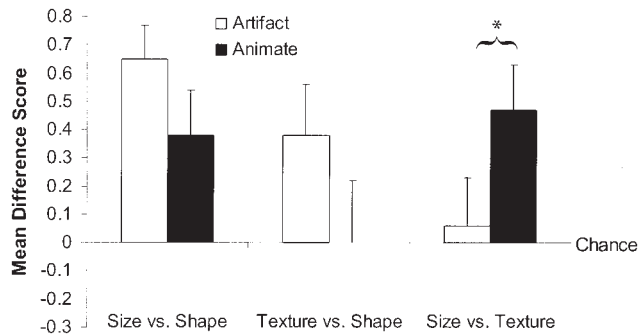 Mean Difference Score
0.8
0.7
0.6
0.5
0.4
0.3
0.2
0.1
0
-0.1
-0.2
-0.3
Artifact
Animate
*
Chance
Size vs. Shape
Texture vs. Shape
Size vs. Texture